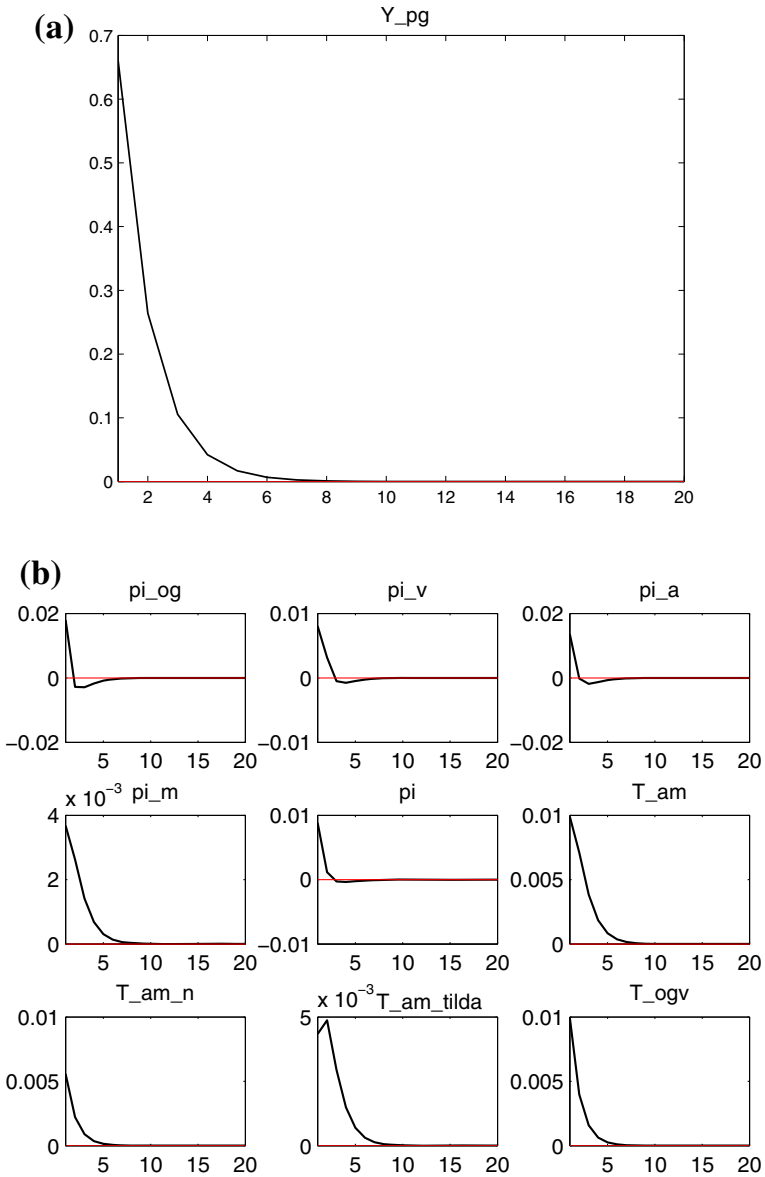 (a)
Y_pg
0.7
0.6
0.5
0.4
0.3
0.2
0.1
0
2 4 6 8 10 12 14 16 18 20
(b)
pi_og pi_v pi_a
0.02 0.01 0.02
0 0 0
−0.02 −0.01 −0.02
5 10 15 20 5 10 15 20 5 10 15 20
x 10⁻³ pi_m pi T_am
4 0.01 0.01
2 0 0.005
0 −0.01 0
5 10 15 20 5 10 15 20 5 10 15 20
T_am_n x 10⁻³ T_am_tilda T_ogv
0.01 5 0.01
0.005 0.005
0 0 0
5 10 15 20 5 10 15 20 5 10 15 20